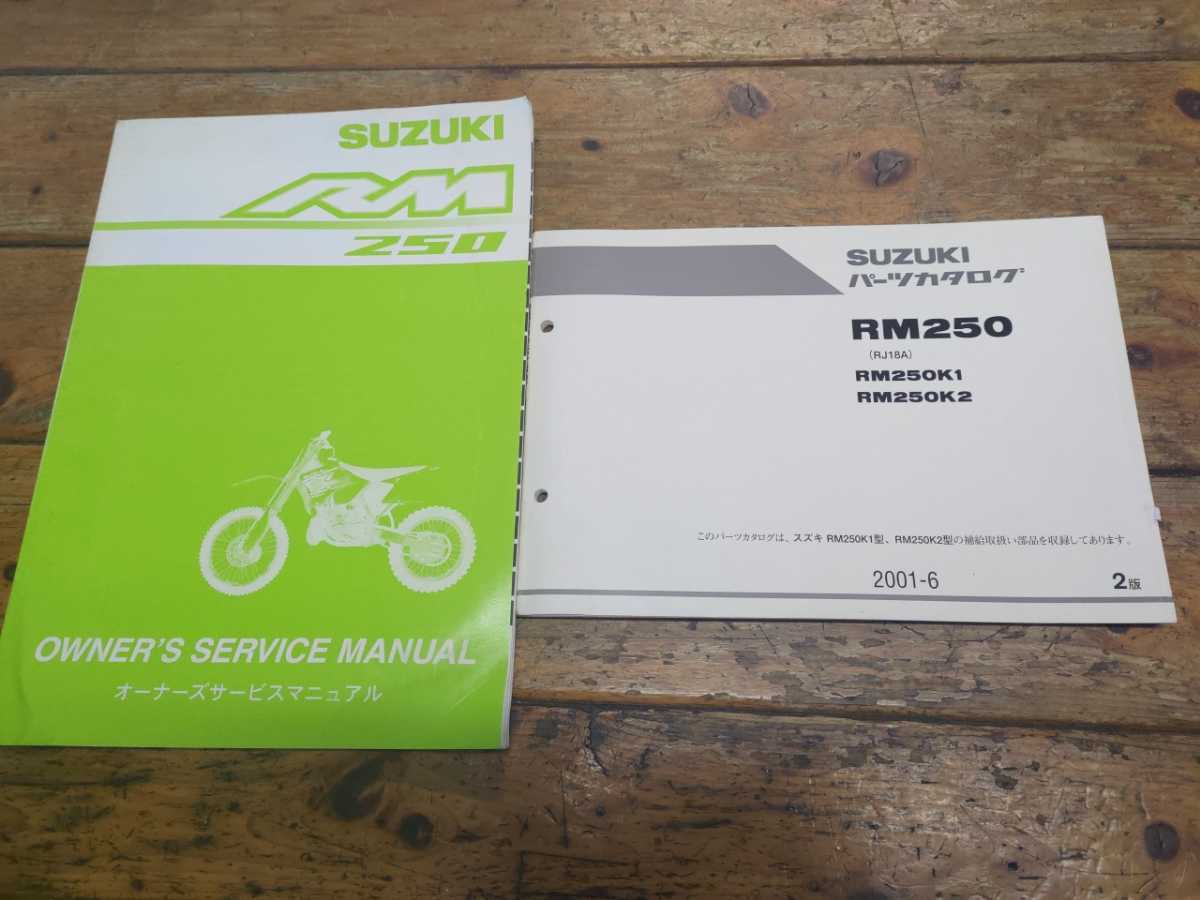 SUZUKI
RM
250
OWNER'S SERVICE MANUAL
オーナーズサービスマニュアル
SUZUKI
パーツカタログ
RM250
(RJ18A)
RM250K1
RM250K2
このパーツカタログは、スズキ RM250K1型、RM250K2型の補給取扱い部品を収録してあります。
2001-6
2版